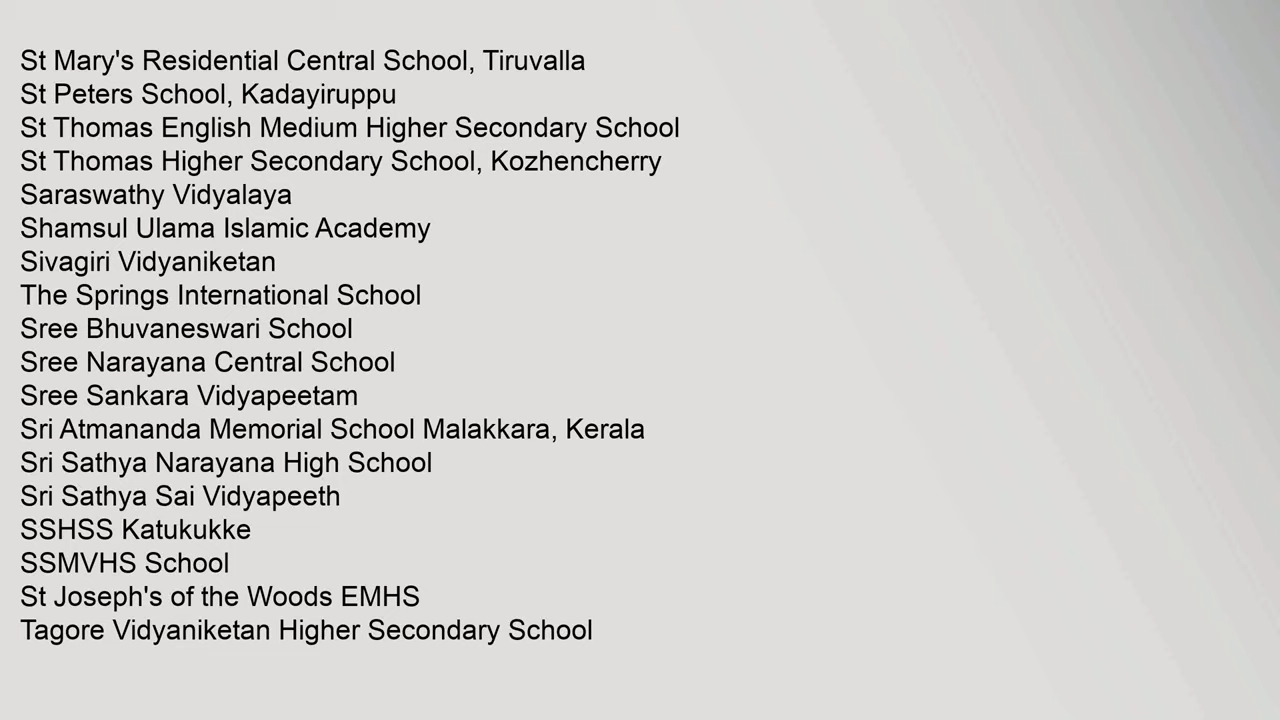 St Mary's Residential Central School, Tiruvalla
St Peters School, Kadayiruppu
St Thomas English Medium Higher Secondary School
St Thomas Higher Secondary School, Kozhencherry
Saraswathy Vidyalaya
Shamsul Ulama Islamic Academy
Sivagiri Vidyaniketan
The Springs International School
Sree Bhuvaneswari School
Sree Narayana Central School
Sree Sankara Vidyapeetam
Sri Atmananda Memorial School Malakkara, Kerala
Sri Sathya Narayana High School
Sri Sathya Sai Vidyapeeth
SSHSS Katukukke
SSMVHS School
St Joseph's of the Woods EMHS
Tagore Vidyaniketan Higher Secondary School